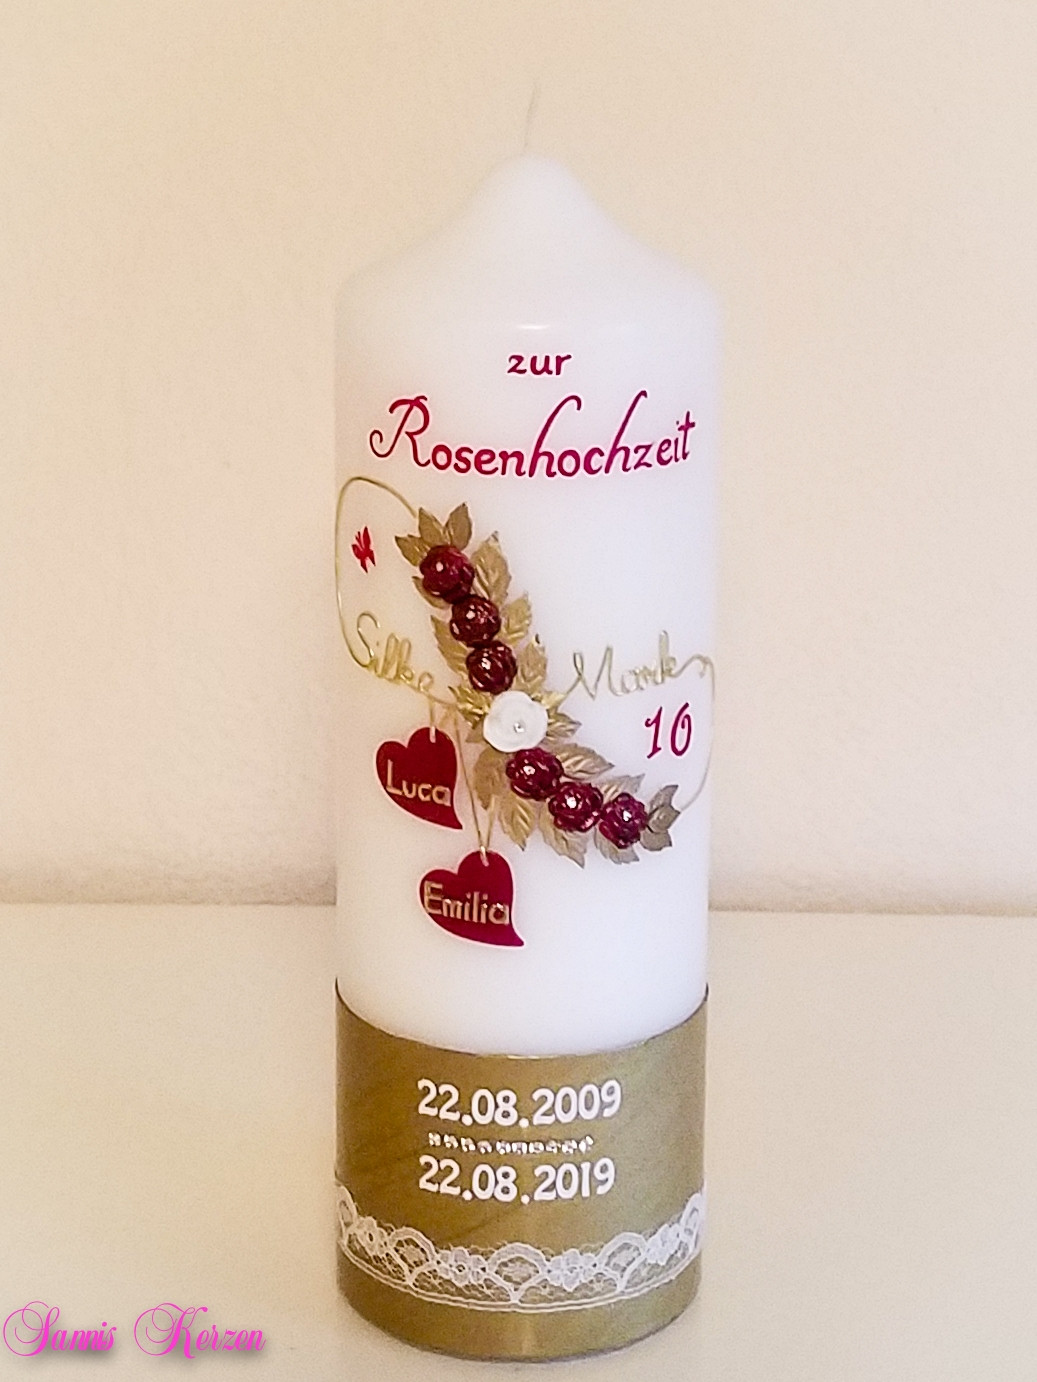 zur
Rosenhochzeit
Silke
Mark
10
Luca
Emilia
22.08.2009
22.08.2019
Sannis Kerzen